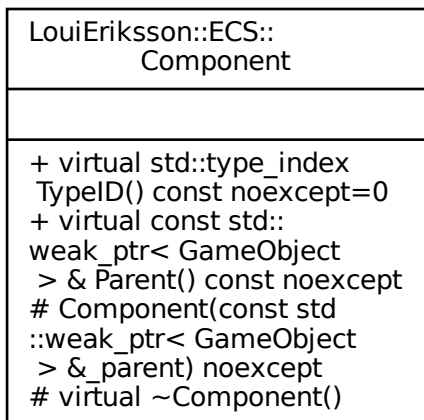 LouiEriksson::ECS::
Component
+ virtual std::type_index
TypeID() const noexcept=0
+ virtual const std::
weak_ptr< GameObject
> & Parent() const noexcept
# Component(const std
::weak_ptr< GameObject
> &_parent) noexcept
# virtual ~Component()